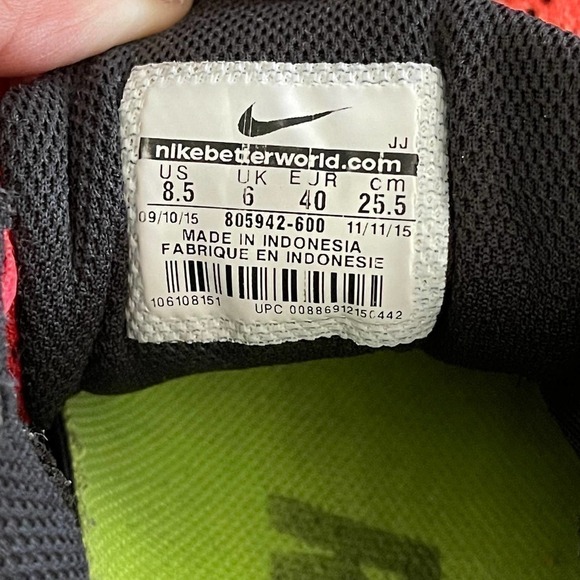 JJ
nikebetterworld.com
US UK EUR cm
8.5 6 40 25.5
09/10/15 805942-600 11/11/15
MADE IN INDONESIA
FABRIQUE EN INDONESIE
106108151 UPC